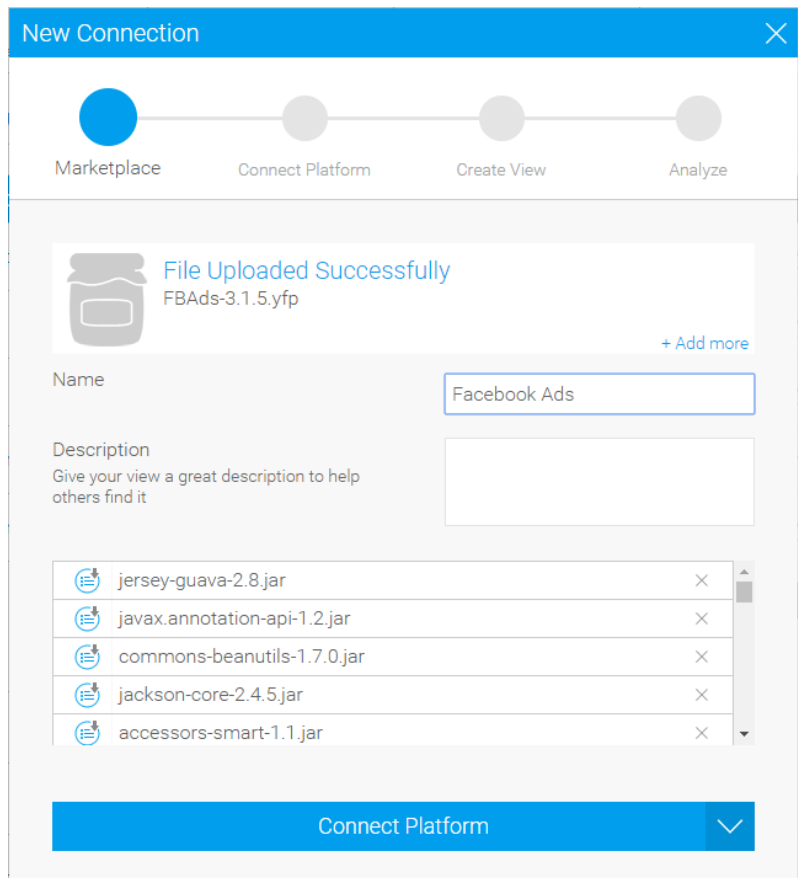 New Connection
Marketplace
Connect Platform
Create View
Analyze
File Uploaded Successfully
FBAds-3.1.5.yfp
+ Add more
Name
Facebook Ads
Description
Give your view a great description to help
others find it
jersey-guava-2.8.jar
javax.annotation-api-1.2.jar
commons-beanutils-1.7.0.jar
jackson-core-2.4.5.jar
accessors-smart-1.1.jar
Connect Platform